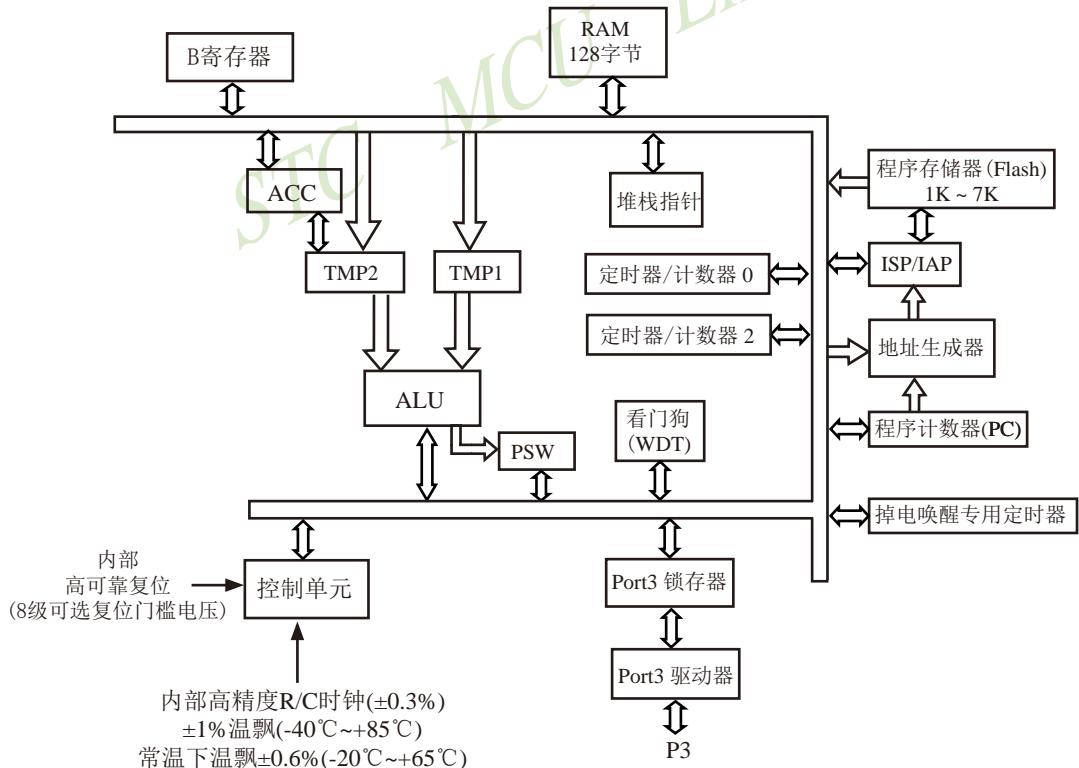 RAM
128字节
B寄存器
STC MCU
程序存储器(Flash)
1K ~ 7K
ACC
堆栈指针
TMP2
TMP1
定时器/计数器 0
ISP/IAP
定时器/计数器 2
地址生成器
ALU
看门狗
(WDT)
程序计数器(PC)
PSW
掉电唤醒专用定时器
内部
高可靠复位
(8级可选复位门槛电压)
控制单元
Port3 锁存器
Port3 驱动器
内部高精度R/C时钟(±0.3%)
±1%温飘(-40℃~+85℃)
常温下温飘±0.6%(-20℃~+65℃)
P3